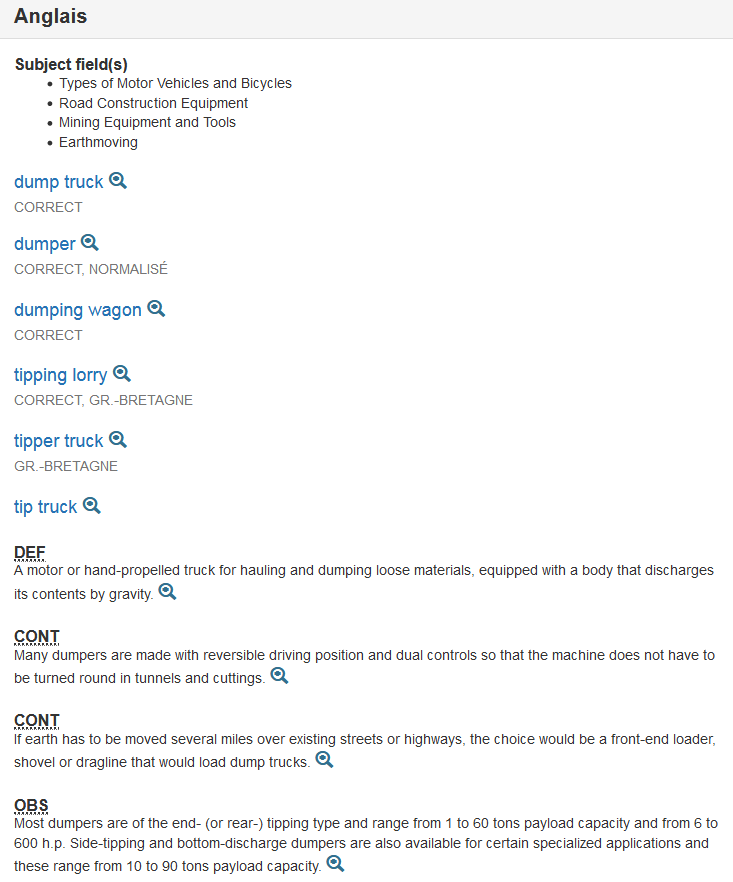 Anglais
Subject field(s)
• Types of Motor Vehicles and Bicycles
• Road Construction Equipment
• Mining Equipment and Tools
• Earthmoving
dump truck
CORRECT
dumper
CORRECT, NORMALISÉ
dumping wagon
CORRECT
tipping lorry
CORRECT, GR.-BRETAGNE
tipper truck
GR.-BRETAGNE
tip truck
DEF
A motor or hand-propelled truck for hauling and dumping loose materials, equipped with a body that discharges
its contents by gravity.
CONT
Many dumpers are made with reversible driving position and dual controls so that the machine does not have to
be turned round in tunnels and cuttings.
CONT
If earth has to be moved several miles over existing streets or highways, the choice would be a front-end loader,
shovel or dragline that would load dump trucks.
OBS
Most dumpers are of the end- (or rear-) tipping type and range from 1 to 60 tons payload capacity and from 6 to
600 h.p. Side-tipping and bottom-discharge dumpers are also available for certain specialized applications and
these range from 10 to 90 tons payload capacity.